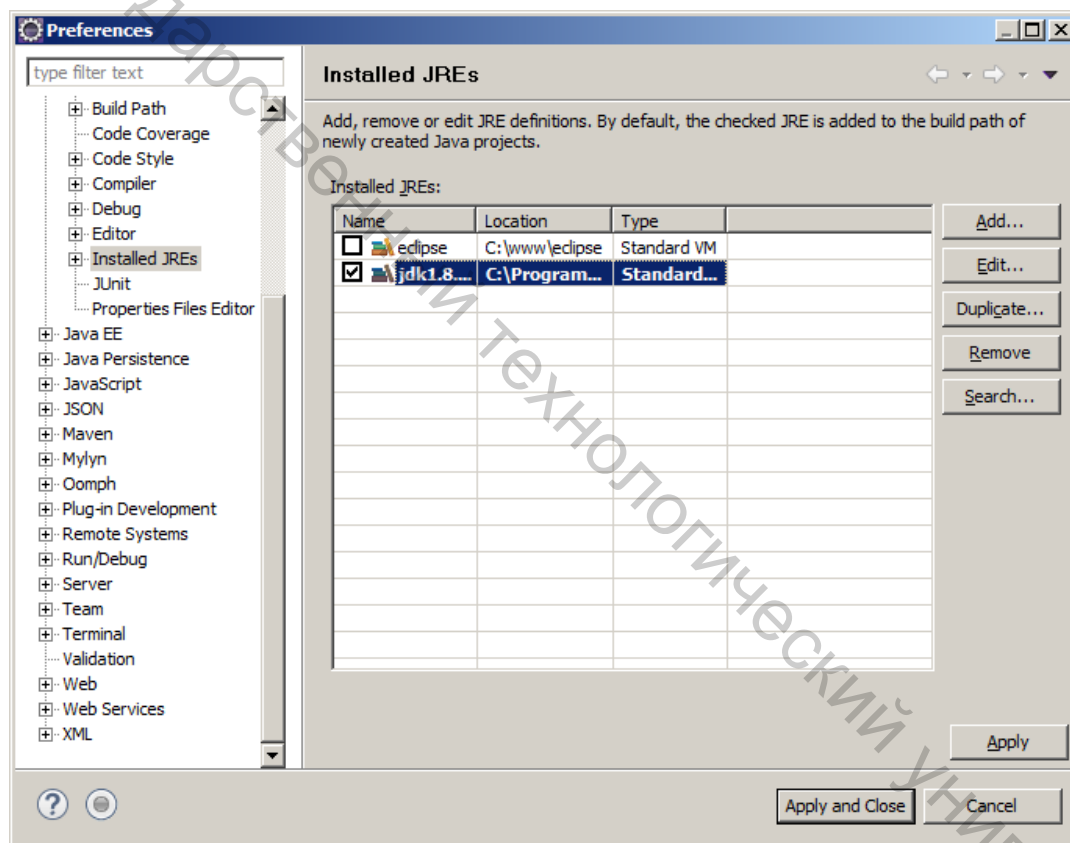 Preferences
type filter text
Installed JREs
Build Path
Code Coverage
Code Style
Compiler
Debug
Editor
Installed JREs
JUnit
Properties Files Editor
Java EE
Java Persistence
JavaScript
JSON
Maven
Mylyn
Oomph
Plug-in Development
Remote Systems
Run/Debug
Server
Team
Terminal
Validation
Web
Web Services
XML
Add, remove or edit JRE definitions. By default, the checked JRE is added to the build path of
newly created Java projects.
Installed JREs:
Name Location Type
eclipse C:\www\eclipse Standard VM
jdk1.8.... C:\Program... Standard...
Add...
Edit...
Duplicate...
Remove
Search...
Apply
Apply and Close Cancel
технологический